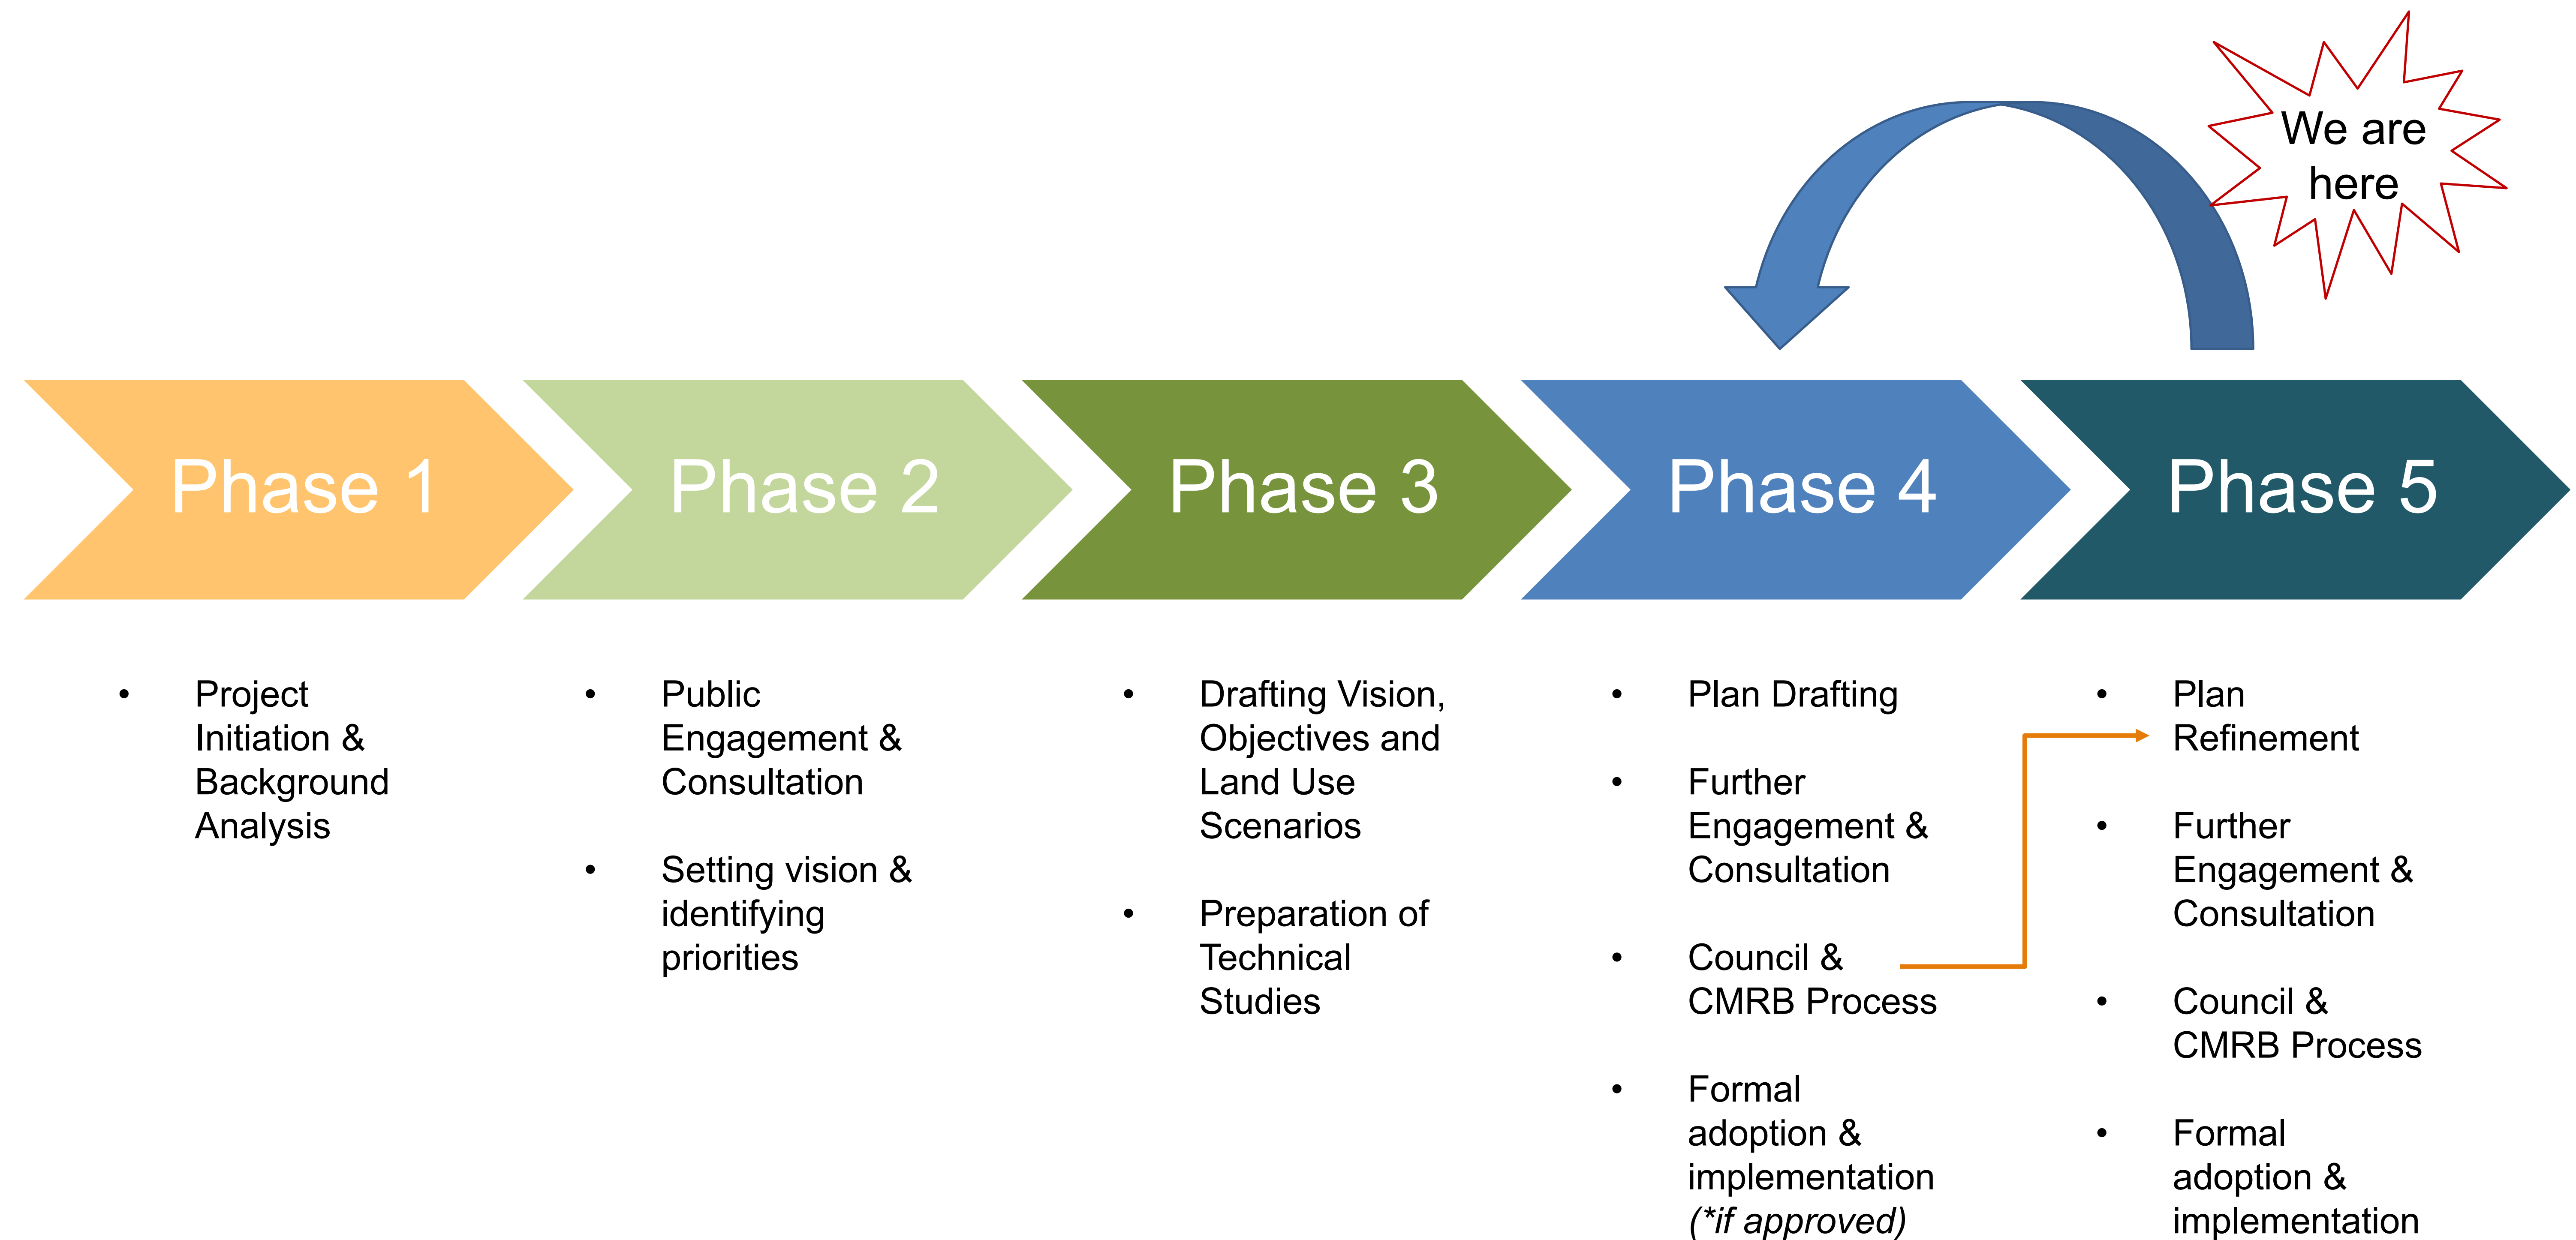 We are
here
Phase 1
Phase 2
Phase 3
Phase 4
Phase 5
• Project
Initiation &
Background
Analysis
• Public
Engagement &
Consultation
• Setting vision &
identifying
priorities
• Drafting Vision,
Objectives and
Land Use
Scenarios
• Preparation of
Technical
Studies
• Plan Drafting
• Further
Engagement &
Consultation
• Council &
CMRB Process
• Formal
adoption &
implementation
(*if approved)
• Plan
Refinement
• Further
Engagement &
Consultation
• Council &
CMRB Process
• Formal
adoption &
implementation